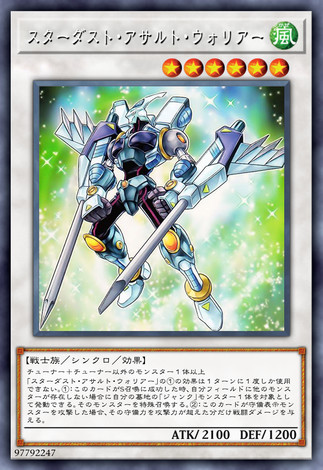 スターダスト・アサルト・ウォリアー
風
【戦士族／シンクロ／効果】
チューナー＋チューナー以外のモンスター１体以上
「スターダスト・アサルト・ウォリアー」の①の効果は１ターンに１度しか使用
できない。①：このカードがS召喚に成功した時、自分フィールドに他のモンス
ターが存在しない場合に自分の墓地の「ジャンク」モンスター１体を対象とし
て発動できる。そのモンスターを特殊召喚する。②：このカードが守備表示モン
スターを攻撃した場合、その守備力を攻撃力が超えた分だけ戦闘ダメージを与
える。
ATK/ 2100 DEF/1200
97792247